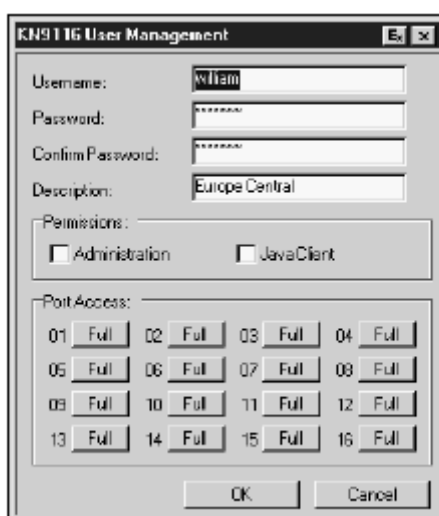 KN9116 User Management
Username: william
Password: ********
Confirm Password: ********
Description: Europe Central
Permissions:
Administration JavaClient
Port Access:
01 Full 02 Full 03 Full 04 Full
05 Full 06 Full 07 Full 08 Full
09 Full 10 Full 11 Full 12 Full
13 Full 14 Full 15 Full 16 Full
OK Cancel